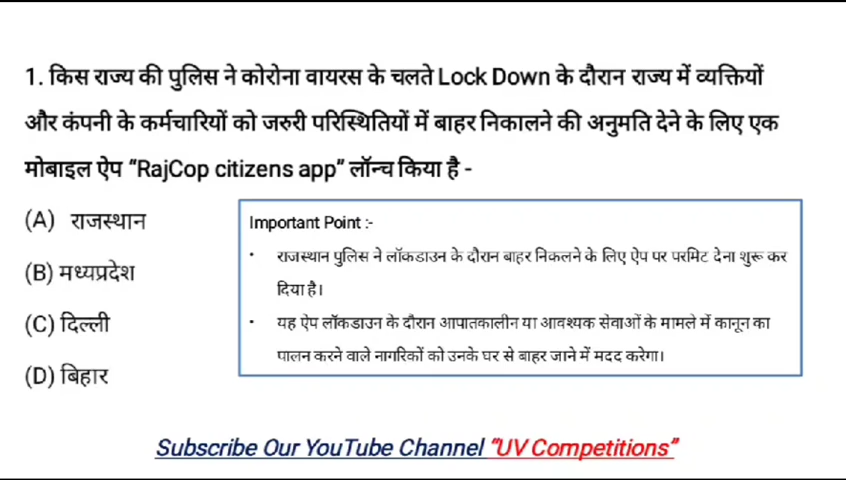 1. किस राज्य की पुलिस ने कोरोना वायरस के चलते Lock Down के दौरान राज्य में व्यक्तियों
और कंपनी के कर्मचारियों को जरुरी परिस्थितियों में बाहर निकालने की अनुमति देने के लिए एक
मोबाइल ऐप “RajCop citizens app” लॉन्च किया है -
(A) राजस्थान
(B) मध्यप्रदेश
(C) दिल्ली
(D) बिहार
Important Point :-
• राजस्थान पुलिस ने लॉकडाउन के दौरान बाहर निकलने के लिए ऐप पर परमिट देना शुरू कर
दिया है।
• यह ऐप लॉकडाउन के दौरान आपातकालीन या आवश्यक सेवाओं के मामले में कानून का
पालन करने वाले नागरिकों को उनके घर से बाहर जाने में मदद करेगा।
Subscribe Our YouTube Channel “UV Competitions”